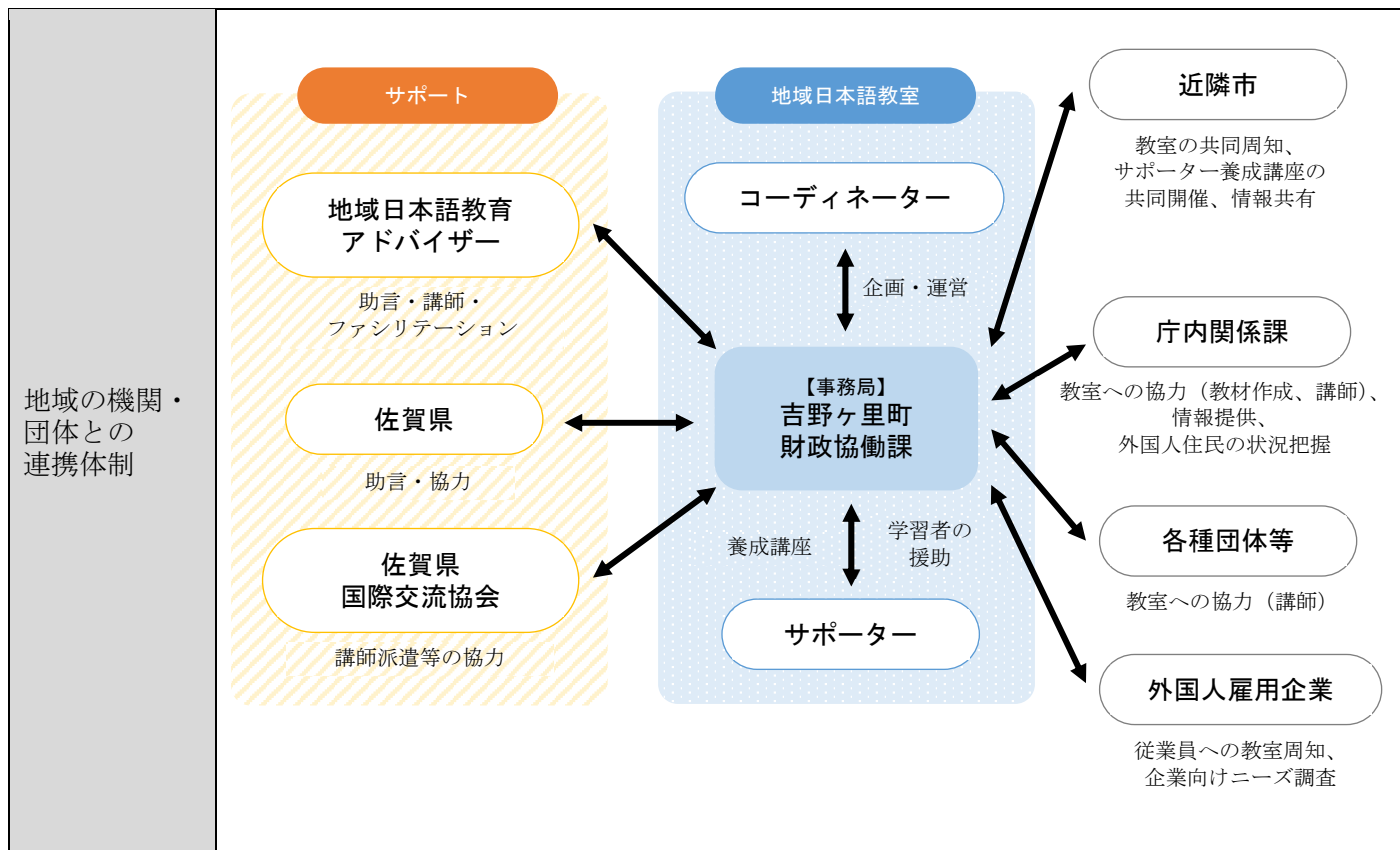 地域の機関・
団体との
連携体制
サポート
地域日本語教育
アドバイザー
助言・講師・
ファシリテーション
佐賀県
助言・協力
佐賀県
国際交流協会
講師派遣等の協力
地域日本語教室
コーディネーター
企画・運営
【事務局】
吉野ヶ里町
財政協働課
養成講座
学習者の
援助
サポーター
近隣市
教室の共同周知、
サポーター養成講座の
共同開催、情報共有
庁内関係課
教室への協力（教材作成、講師）、
情報提供、
外国人住民の状況把握
各種団体等
教室への協力（講師）
外国人雇用企業
従業員への教室周知、
企業向けニーズ調査